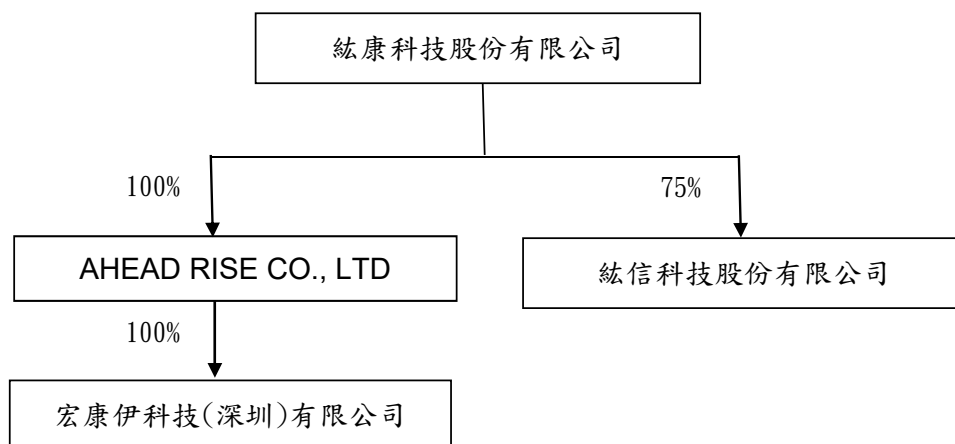 紘康科技股份有限公司
100%
75%
AHEAD RISE CO., LTD
紘信科技股份有限公司
100%
宏康伊科技(深圳)有限公司